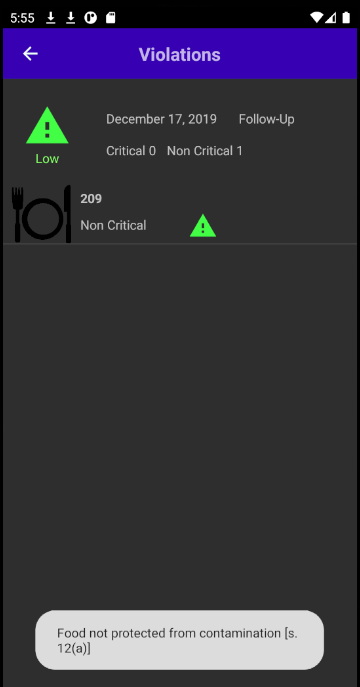 5:55
Violations
December 17, 2019 Follow-Up
Low
Critical 0 Non Critical 1
209
Non Critical
Food not protected from contamination [s.
12(a)]